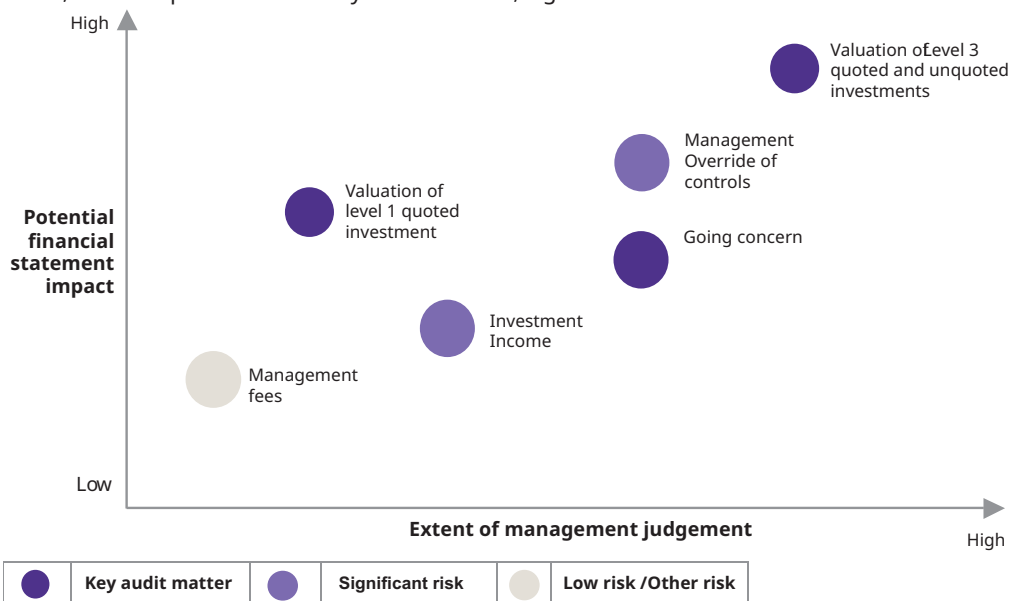 High
Valuation of Level 3
quoted and unquoted
investments
Management
Override of
controls
Valuation of
level 1 quoted
investment
Potential
financial
statement
impact
Going concern
Investment
Income
Management
fees
Low
Extent of management judgement
High
Key audit matter
Significant risk
Low risk /Other risk